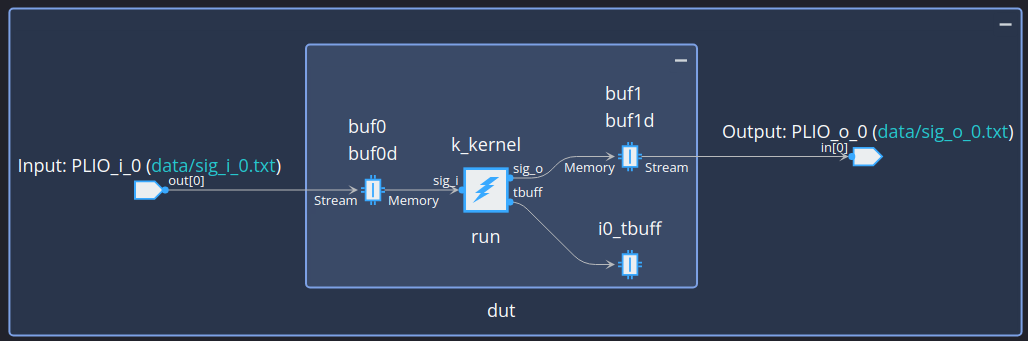 Input: PLIO_i_0 (data/sig_i_0.txt)
out[0]
Stream
buf0
buf0d
Memory
sig_i
k_kernel
run
sig_o
tbuff
Memory
buf1
buf1d
Stream
i0_tbuff
Output: PLIO_o_0 (data/sig_o_0.txt)
in[0]
dut